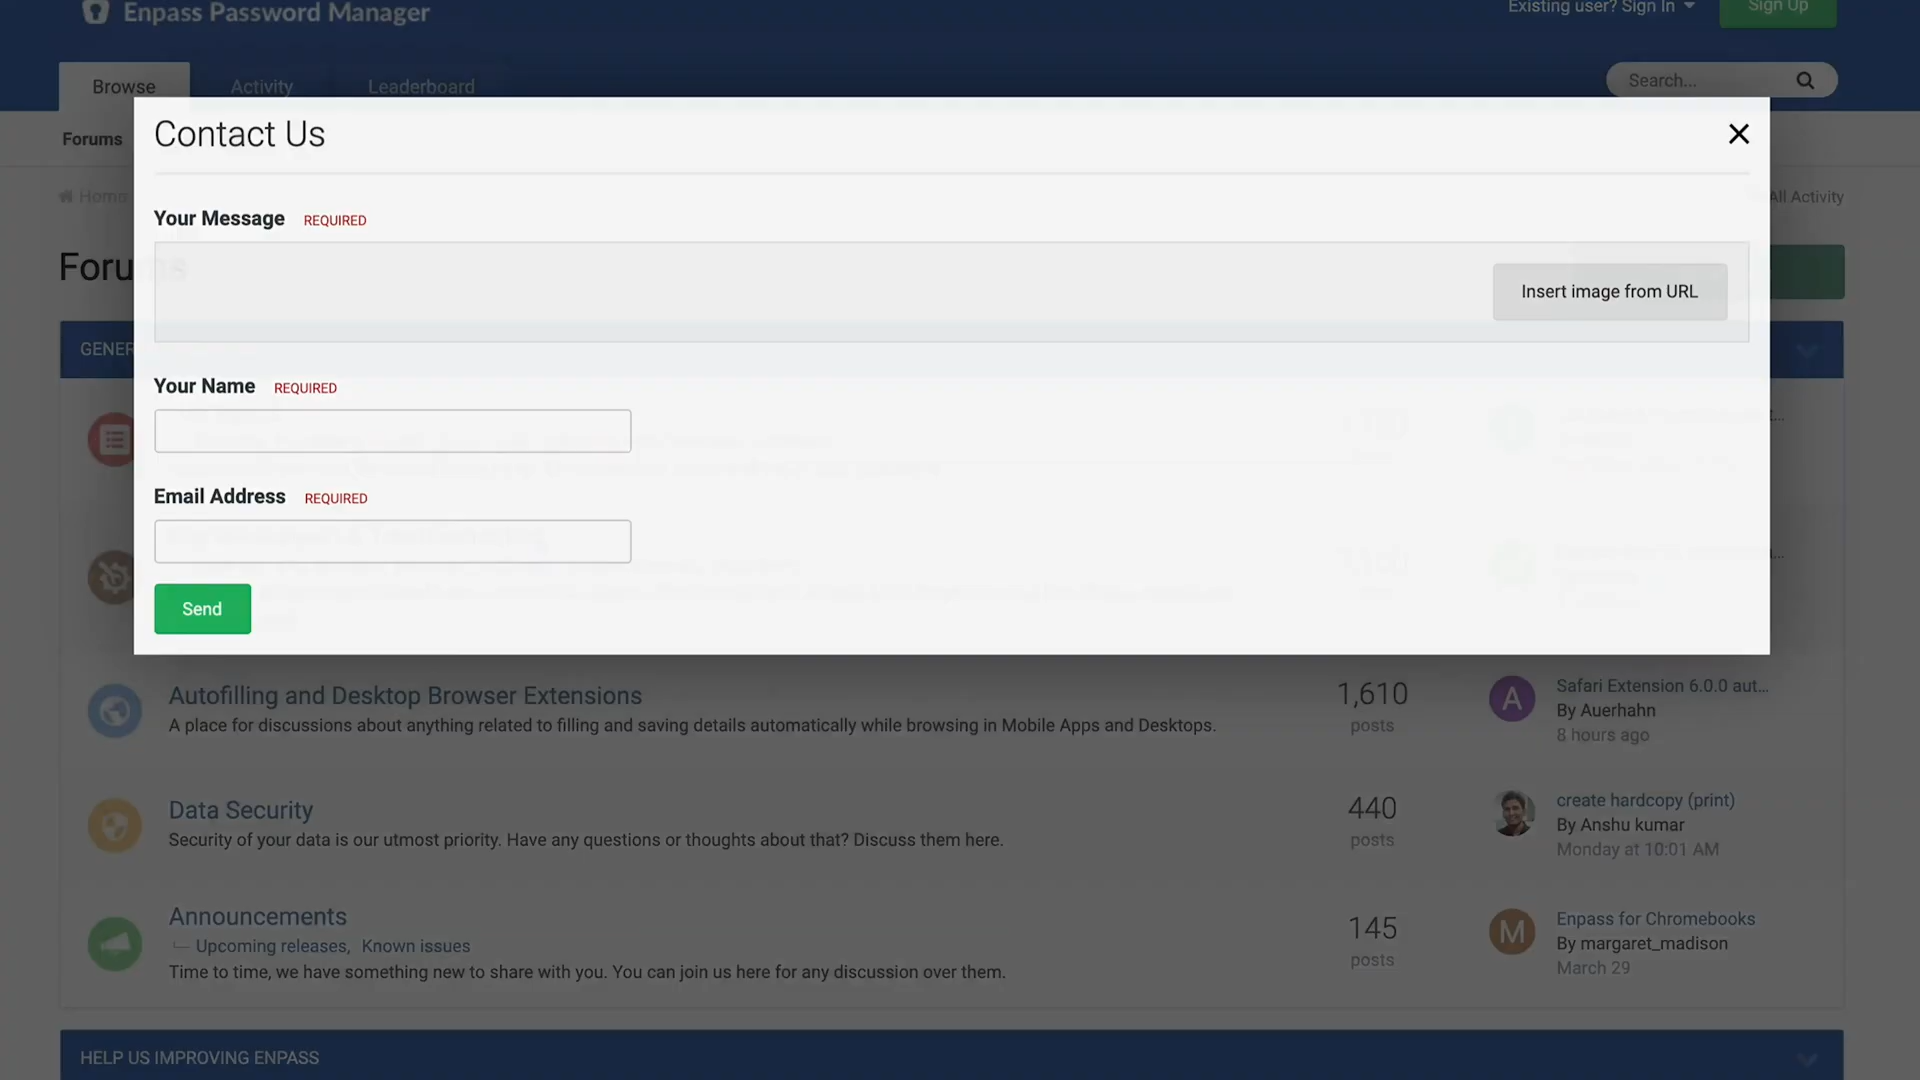 Enpass Password Manager
Existing user? Sign In
Sign Up
Browse
Activity
Leaderboard
Search...
Forums
Contact Us
Home
All Activity
Your Message REQUIRED
Forums
Insert image from URL
GENER
Your Name REQUIRED
Email Address REQUIRED
Send
Autofilling and Desktop Browser Extensions
A place for discussions about anything related to filling and saving details automatically while browsing in Mobile Apps and Desktops.
1,610
posts
A
Safari Extension 6.0.0 aut...
By Auerhahn
8 hours ago
Data Security
Security of your data is our utmost priority. Have any questions or thoughts about that? Discuss them here.
440
posts
create hardcopy (print)
By Anshu kumar
Monday at 10:01 AM
Announcements
Upcoming releases, Known issues
Time to time, we have something new to share with you. You can join us here for any discussion over them.
145
posts
M
Enpass for Chromebooks
By margaret_madison
March 29
HELP US IMPROVING ENPASS